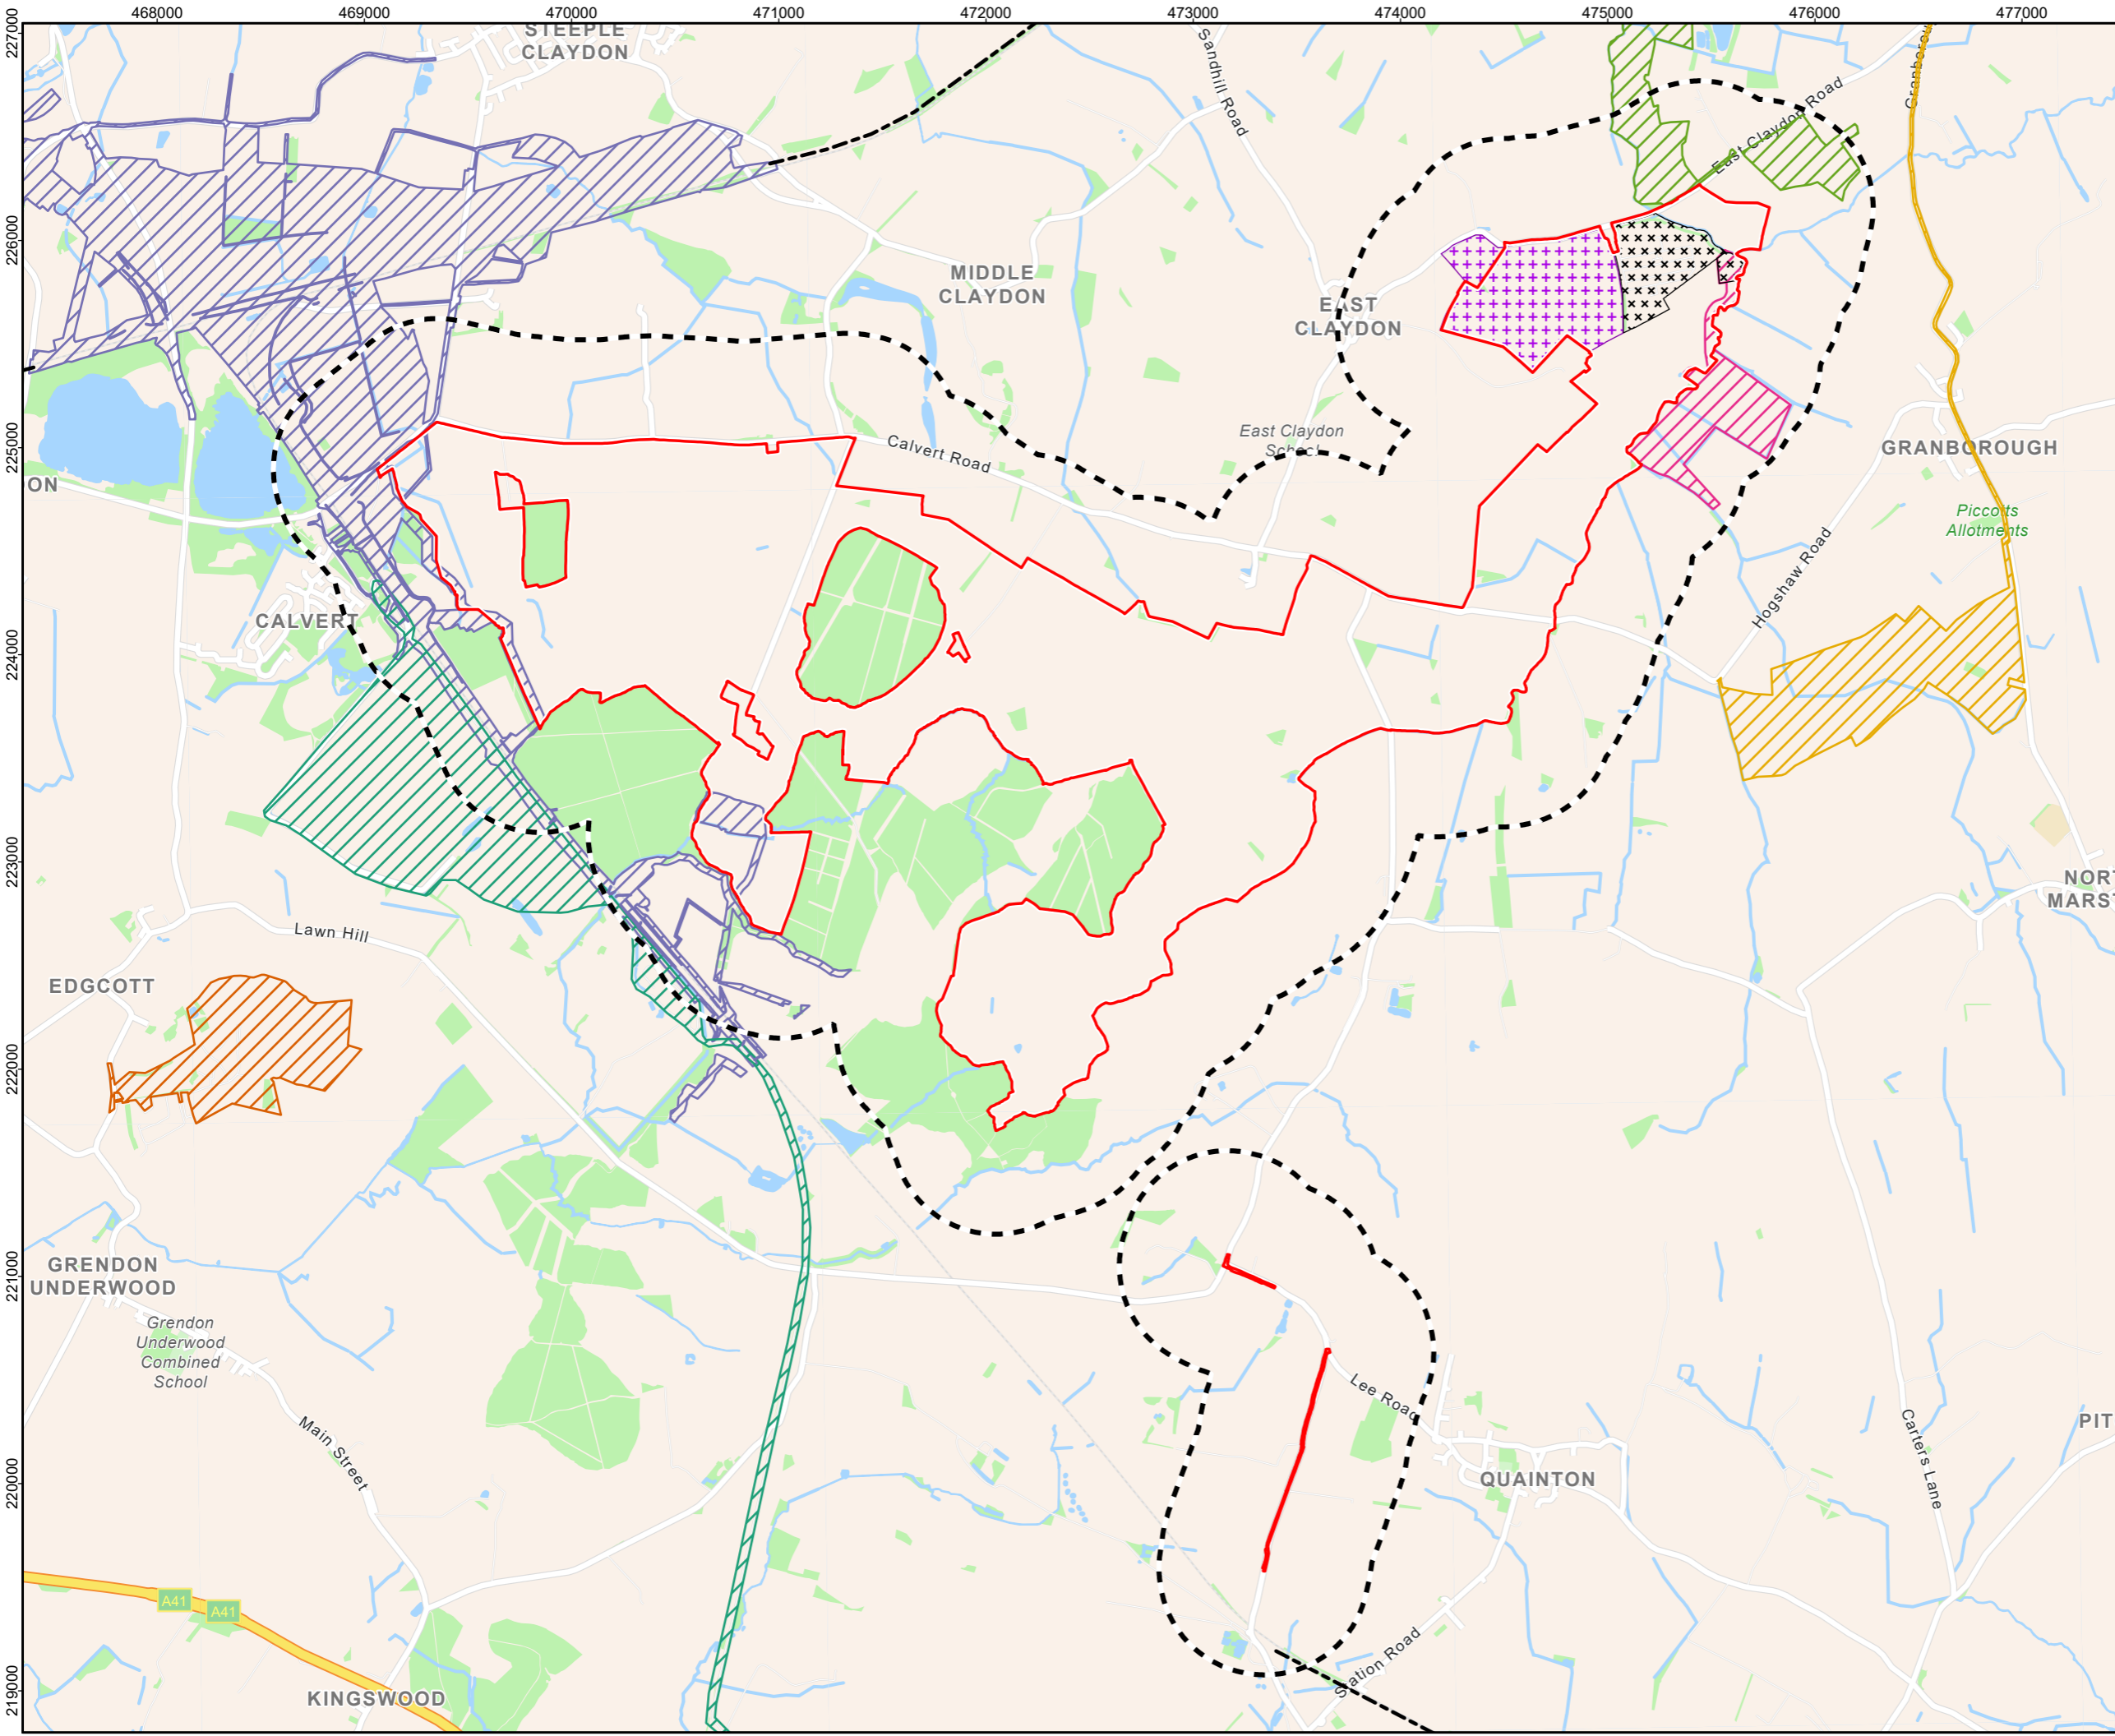 468000 469000 470000 471000 472000 473000 474000 475000 476000 477000
227000
226000
225000
224000
223000
222000
221000
220000
219000
STEEPLE
CLAYDON
Sandhill Road
East Claydon Road
MIDDLE
CLAYDON
EAST
CLAYDON
East Claydon
School
Calvert Road
GRANBOROUGH
Piccotts
Allotments
Hogshaw Road
ON
CALVERT
NORT
MARS
Lawn Hill
EDGCOTT
GRENDON
UNDERWOOD
Grendon
Underwood
Combined
School
Main Street
Lee Road
QUAINTON
Carters Lane
PIT
A41
A41
Station Road
KINGSWOOD